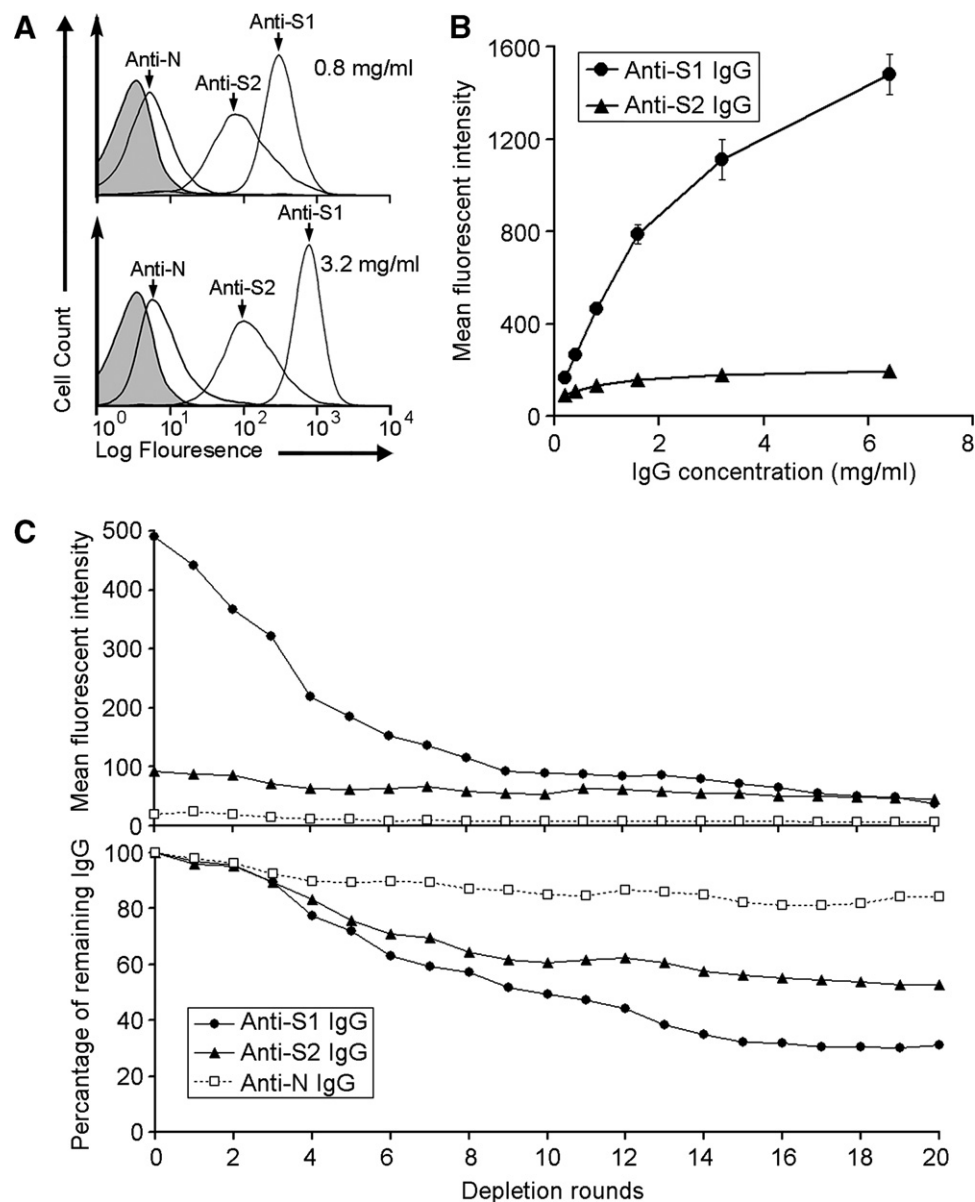 A
Cell Count
Anti-S1
Anti-N
Anti-S2
0.8 mg/ml
Anti-S1
3.2 mg/ml
Anti-N
Anti-S2
10^0 10^1 10^2 10^3 10^4
Log Flouresence
B
Mean fluorescent intensity
1600
1200
800
400
0
Anti-S1 IgG
Anti-S2 IgG
0 2 4 6 8
IgG concentration (mg/ml)
C
Mean fluorescent intensity
500
400
300
200
100
0
Percantage of remaining IgG
100
80
60
40
20
0
Anti-S1 IgG
Anti-S2 IgG
Anti-N IgG
0 2 4 6 8 10 12 14 16 18 20
Depletion rounds